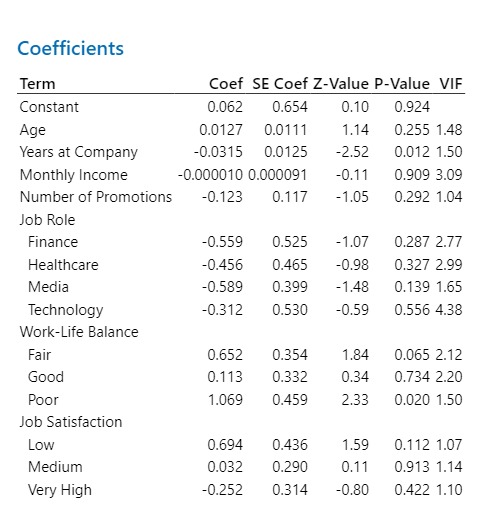 Coefficients
Term Coef SE Coef Z-Value P-Value VIF
Constant 0.062 0.654 0.10 0.924
Age 0.0127 0.0111 1.14 0.255 1.48
Years at Company -0.0315 0.0125 -2.52 0.012 1.50
Monthly Income -0.000010 0.000091 -0.11 0.909 3.09
Number of Promotions -0.123 0.117 -1.05 0.292 1.04
Job Role
Finance -0.559 0.525 -1.07 0.287 2.77
Healthcare -0.456 0.465 -0.98 0.327 2.99
Media -0.589 0.399 -1.48 0.139 1.65
Technology -0.312 0.530 -0.59 0.556 4.38
Work-Life Balance
Fair 0.652 0.354 1.84 0.065 2.12
Good 0.113 0.332 0.34 0.734 2.20
Poor 1.069 0.459 2.33 0.020 1.50
Job Satisfaction
Low 0.694 0.436 1.59 0.112 1.07
Medium 0.032 0.290 0.11 0.913 1.14
Very High -0.252 0.314 -0.80 0.422 1.10